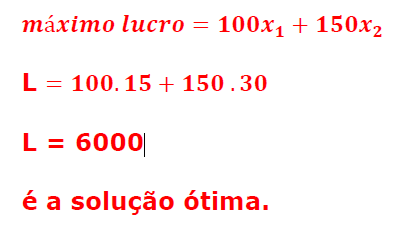 máximo lucro = 100x₁ + 150x₂
L = 100. 15 + 150 . 30
L = 6000
é a solução ótima.